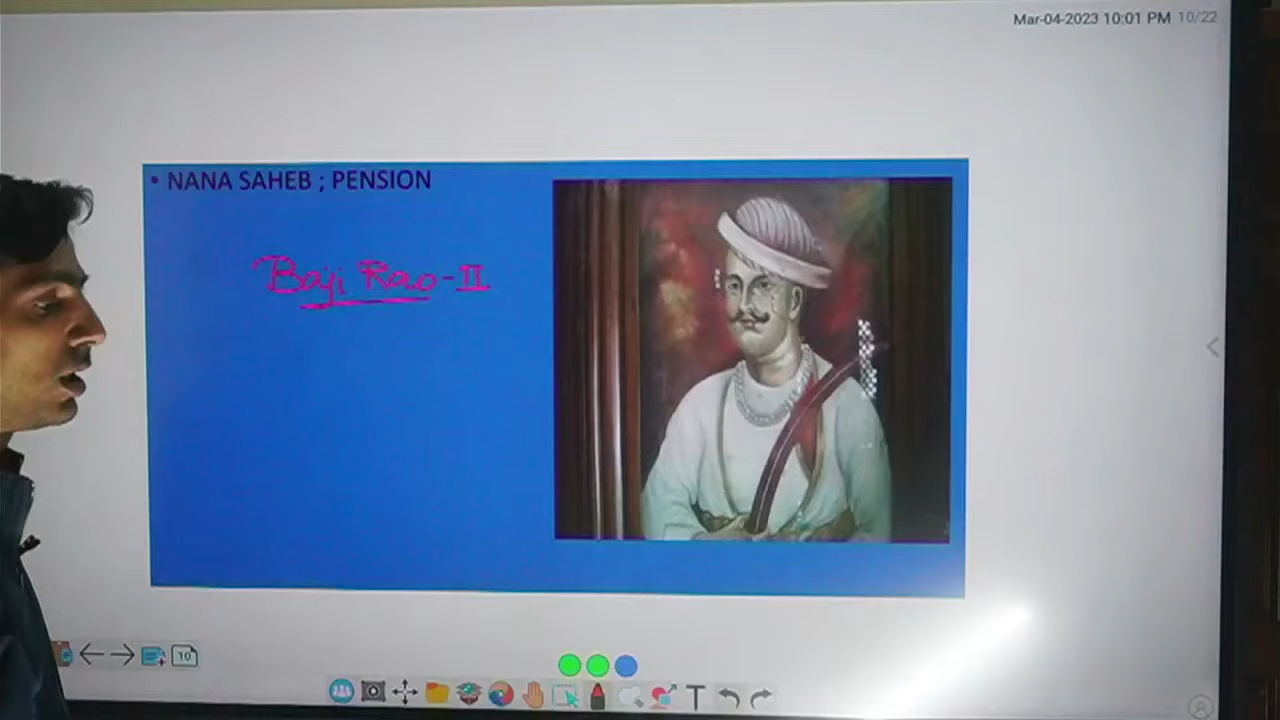 Mar-04-2023 10:01 PM 10/22
• NANA SAHEB ; PENSION
Baji Rao-II
10
T